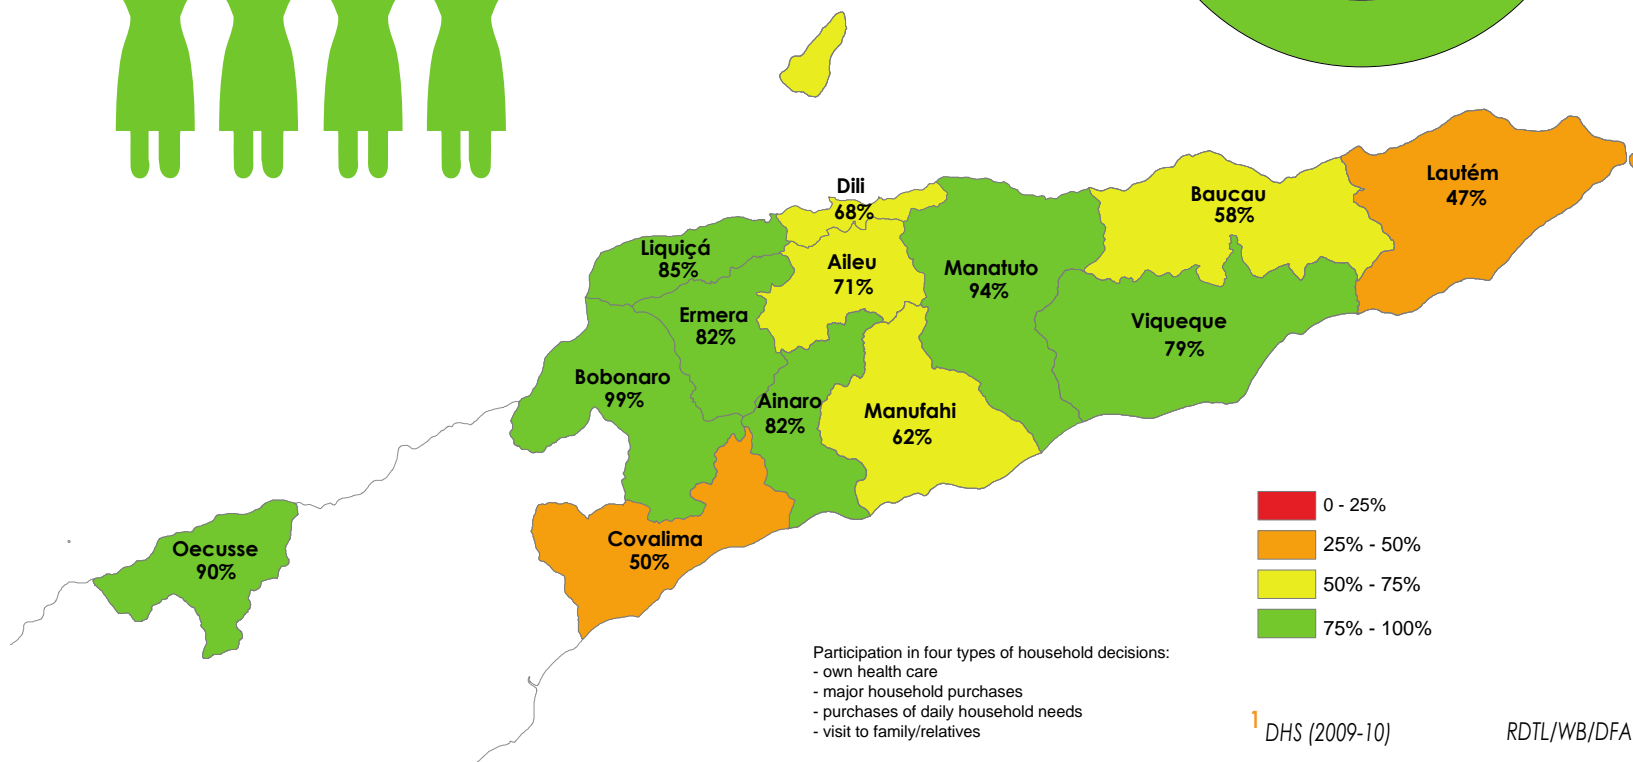 Dili
68%
Lautém
47%
Baucau
58%
Liquiçá
85%
Aileu
71%
Manatuto
94%
Ermera
82%
Viqueque
79%
Bobonaro
99%
Ainaro
82%
Manufahi
62%
Covalima
50%
Oecusse
90%
0 - 25%
25% - 50%
50% - 75%
75% - 100%
Participation in four types of household decisions:
- own health care
- major household purchases
- purchases of daily household needs
- visit to family/relatives
1 DHS (2009-10)
RDTL/WB/DFA